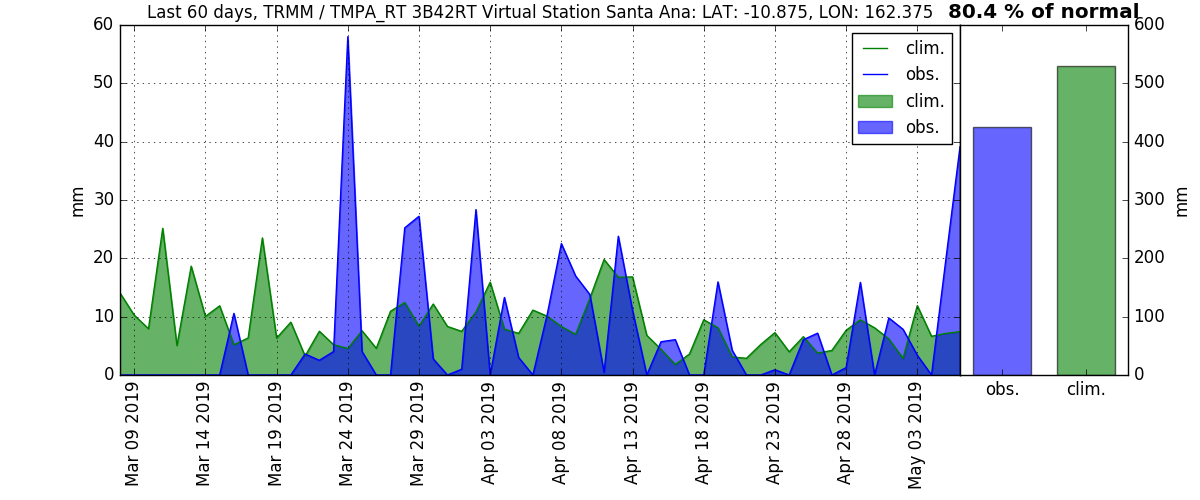 Last 60 days, TRMM / TMPA_RT 3B42RT Virtual Station Santa Ana: LAT: -10.875, LON: 162.375 80.4 % of normal
60
50
40
30
20
10
0
mm
clim.
obs.
clim.
obs.
600
500
400
300
200
100
0
mm
obs. clim.
Mar 09 2019
Mar 14 2019
Mar 19 2019
Mar 24 2019
Mar 29 2019
Apr 03 2019
Apr 08 2019
Apr 13 2019
Apr 18 2019
Apr 23 2019
Apr 28 2019
May 03 2019